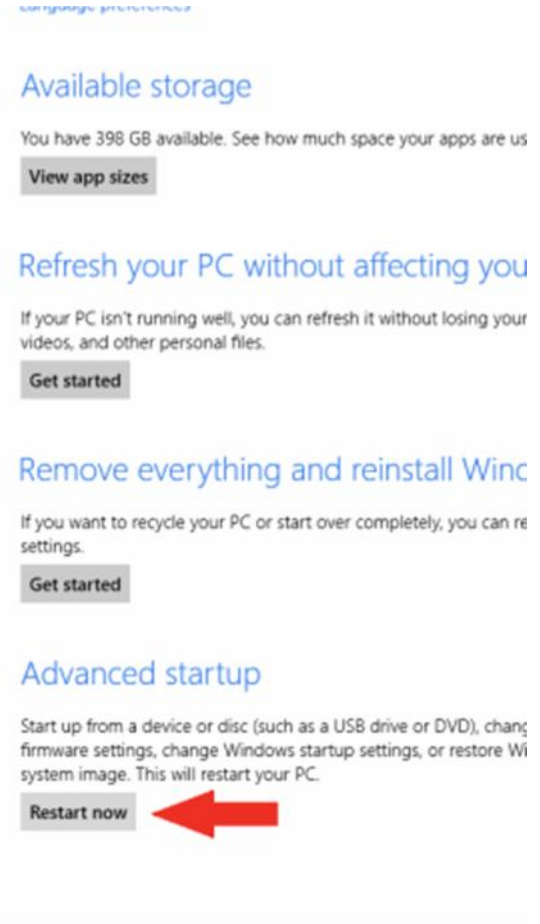 Language preferences
Available storage
You have 398 GB available. See how much space your apps are us
View app sizes
Refresh your PC without affecting you
If your PC isn't running well, you can refresh it without losing your
videos, and other personal files.
Get started
Remove everything and reinstall Winc
If you want to recycle your PC or start over completely, you can re
settings.
Get started
Advanced startup
Start up from a device or disc (such as a USB drive or DVD), chang
firmware settings, change Windows startup settings, or restore Wi
system image. This will restart your PC.
Restart now